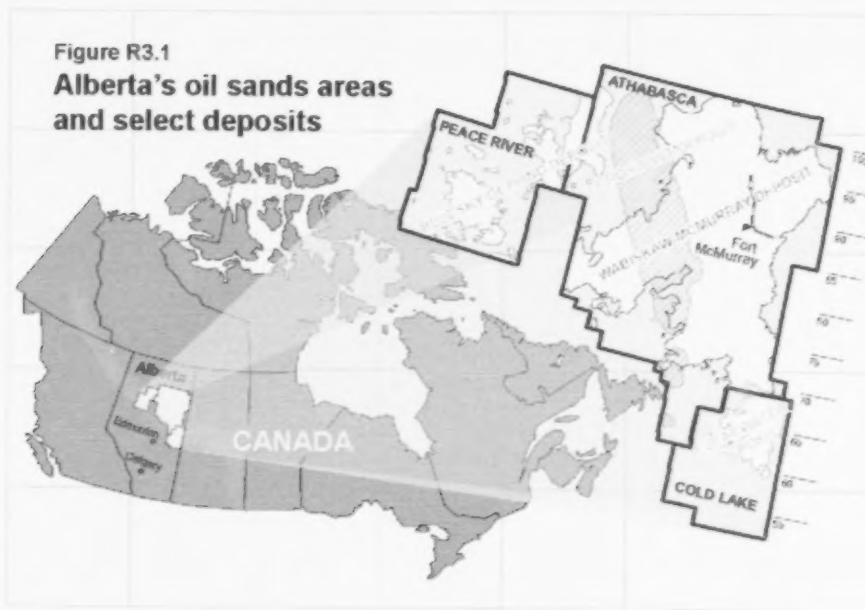 Figure R3.1
Alberta's oil sands areas
and select deposits
ATHABASCA
PEACE RIVER
WABISKAW-MCMURRAY DEPOSIT
Fort
McMurray
Alberta
Edmonton
Calgary
CANADA
COLD LAKE